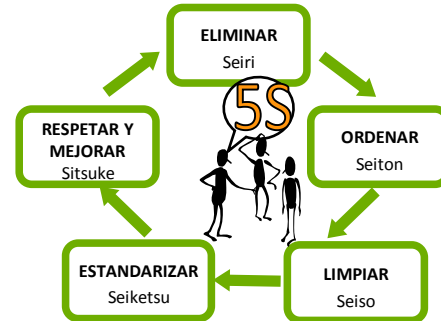 ELIMINAR
Seiri
5S
RESPETAR Y
MEJORAR
Sitsuke
ORDENAR
Seiton
ESTANDARIZAR
Seiketsu
LIMPIAR
Seiso